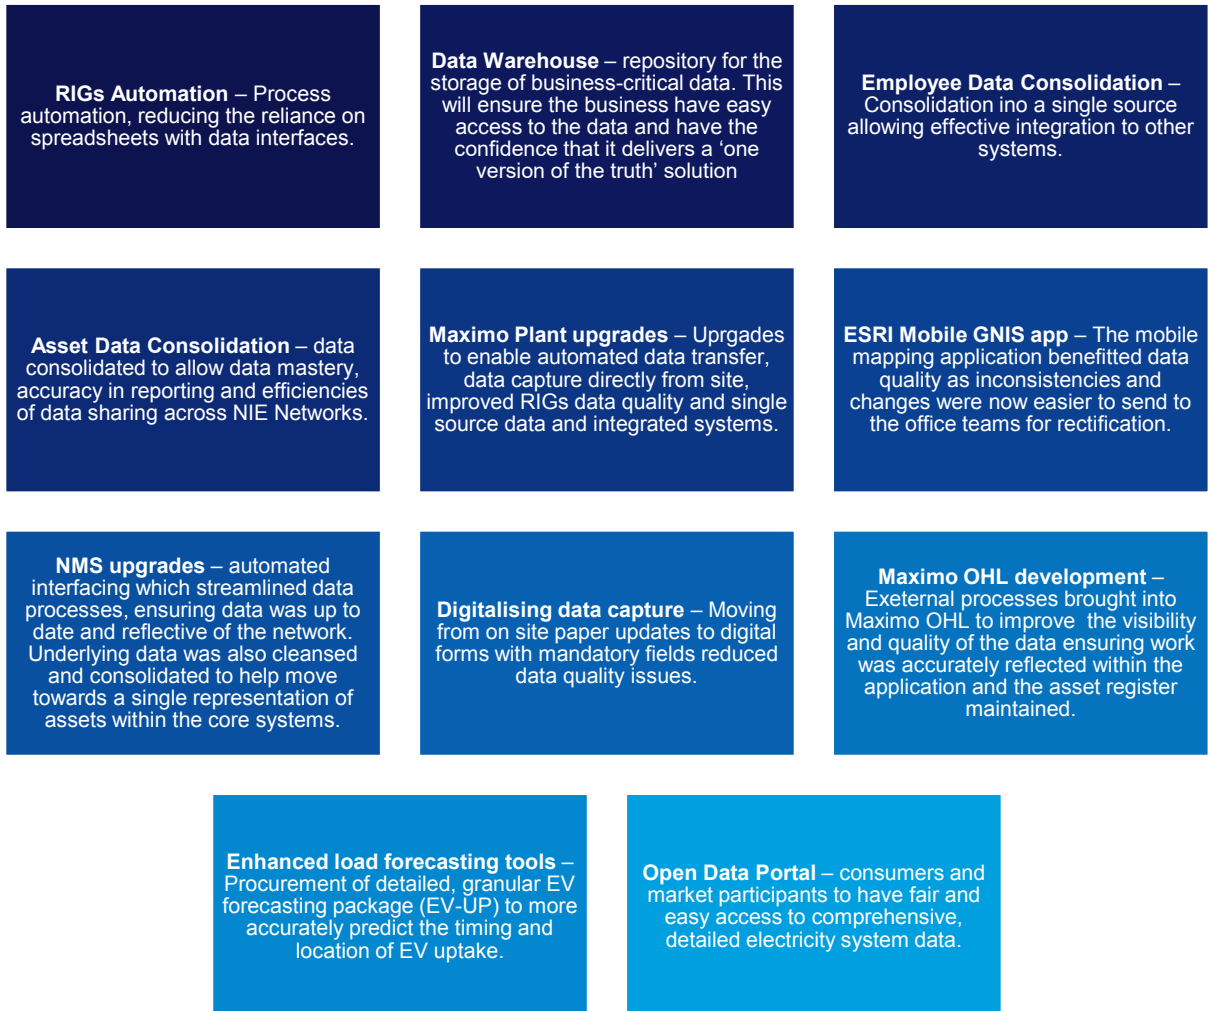 RIGs Automation – Process
automation, reducing the reliance on
spreadsheets with data interfaces.
Data Warehouse – repository for the
storage of business-critical data. This
will ensure the business have easy
access to the data and have the
confidence that it delivers a ‘one
version of the truth’ solution
Employee Data Consolidation –
Consolidation ino a single source
allowing effective integration to other
systems.
Asset Data Consolidation – data
consolidated to allow data mastery,
accuracy in reporting and efficiencies
of data sharing across NIE Networks.
Maximo Plant upgrades – Uprgades
to enable automated data transfer,
data capture directly from site,
improved RIGs data quality and single
source data and integrated systems.
ESRI Mobile GNIS app – The mobile
mapping application benefitted data
quality as inconsistencies and
changes were now easier to send to
the office teams for rectification.
NMS upgrades – automated
interfacing which streamlined data
processes, ensuring data was up to
date and reflective of the network.
Underlying data was also cleansed
and consolidated to help move
towards a single representation of
assets within the core systems.
Digitalising data capture – Moving
from on site paper updates to digital
forms with mandatory fields reduced
data quality issues.
Maximo OHL development –
Exeternal processes brought into
Maximo OHL to improve  the visibility
and quality of the data ensuring work
was accurately reflected within the
application and the asset register
maintained.
Enhanced load forecasting tools –
Procurement of detailed, granular EV
forecasting package (EV-UP) to more
accurately predict the timing and
location of EV uptake.
Open Data Portal – consumers and
market participants to have fair and
easy access to comprehensive,
detailed electricity system data.